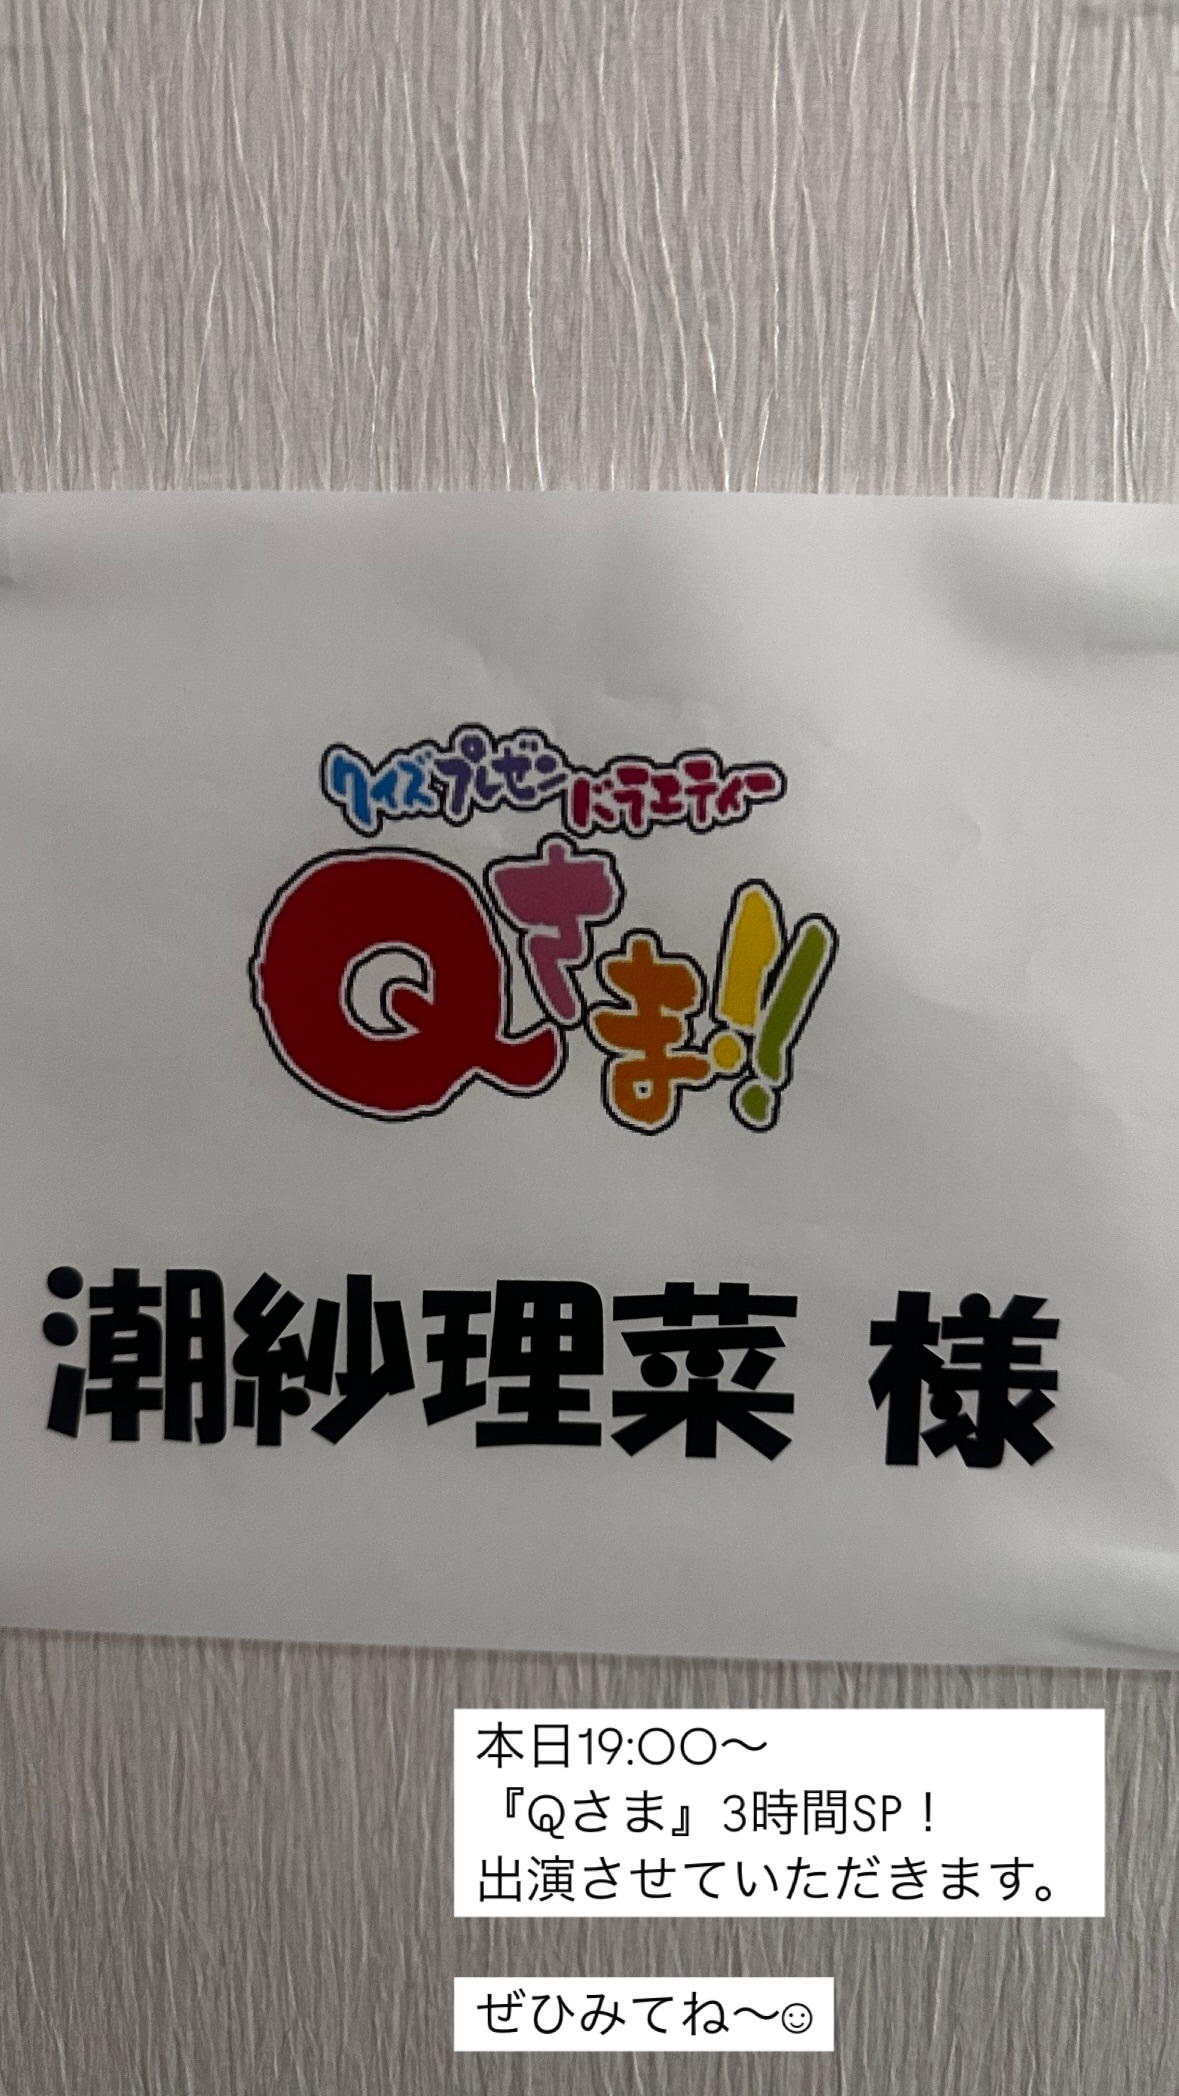 クイズプレゼンバラエティー
Qさま!!
潮紗理菜 様
本日19:00〜
『Qさま』3時間SP！
出演させていただきます。
ぜひみてね〜☺